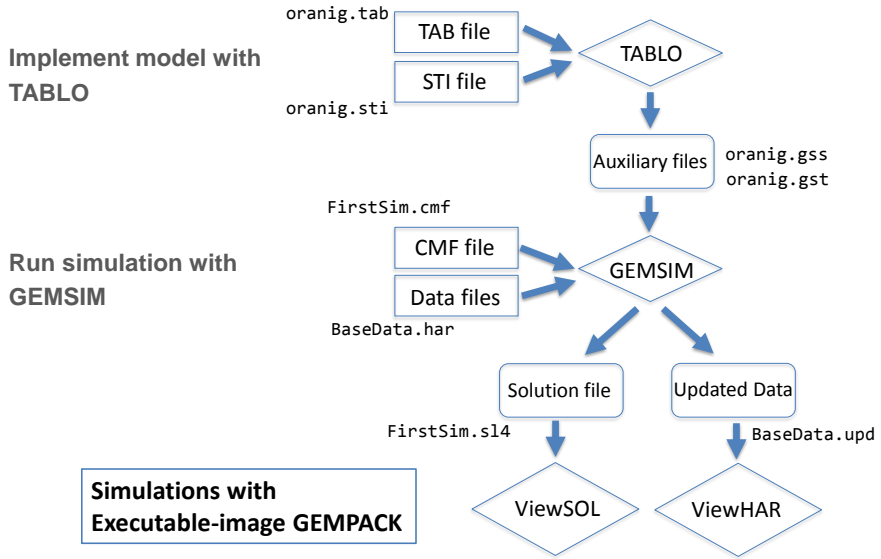 oranig.tab
TAB file
Implement model with
TABLO
TABLO
STI file
oranig.sti
Auxiliary files
oranig.gss
oranig.gst
FirstSim.cmf
CMF file
Run simulation with
GEMSIM
GEMSIM
Data files
BaseData.har
Solution file
Updated Data
FirstSim.sl4
BaseData.upd
Simulations with
Executable-image GEMPACK
ViewSOL
ViewHAR